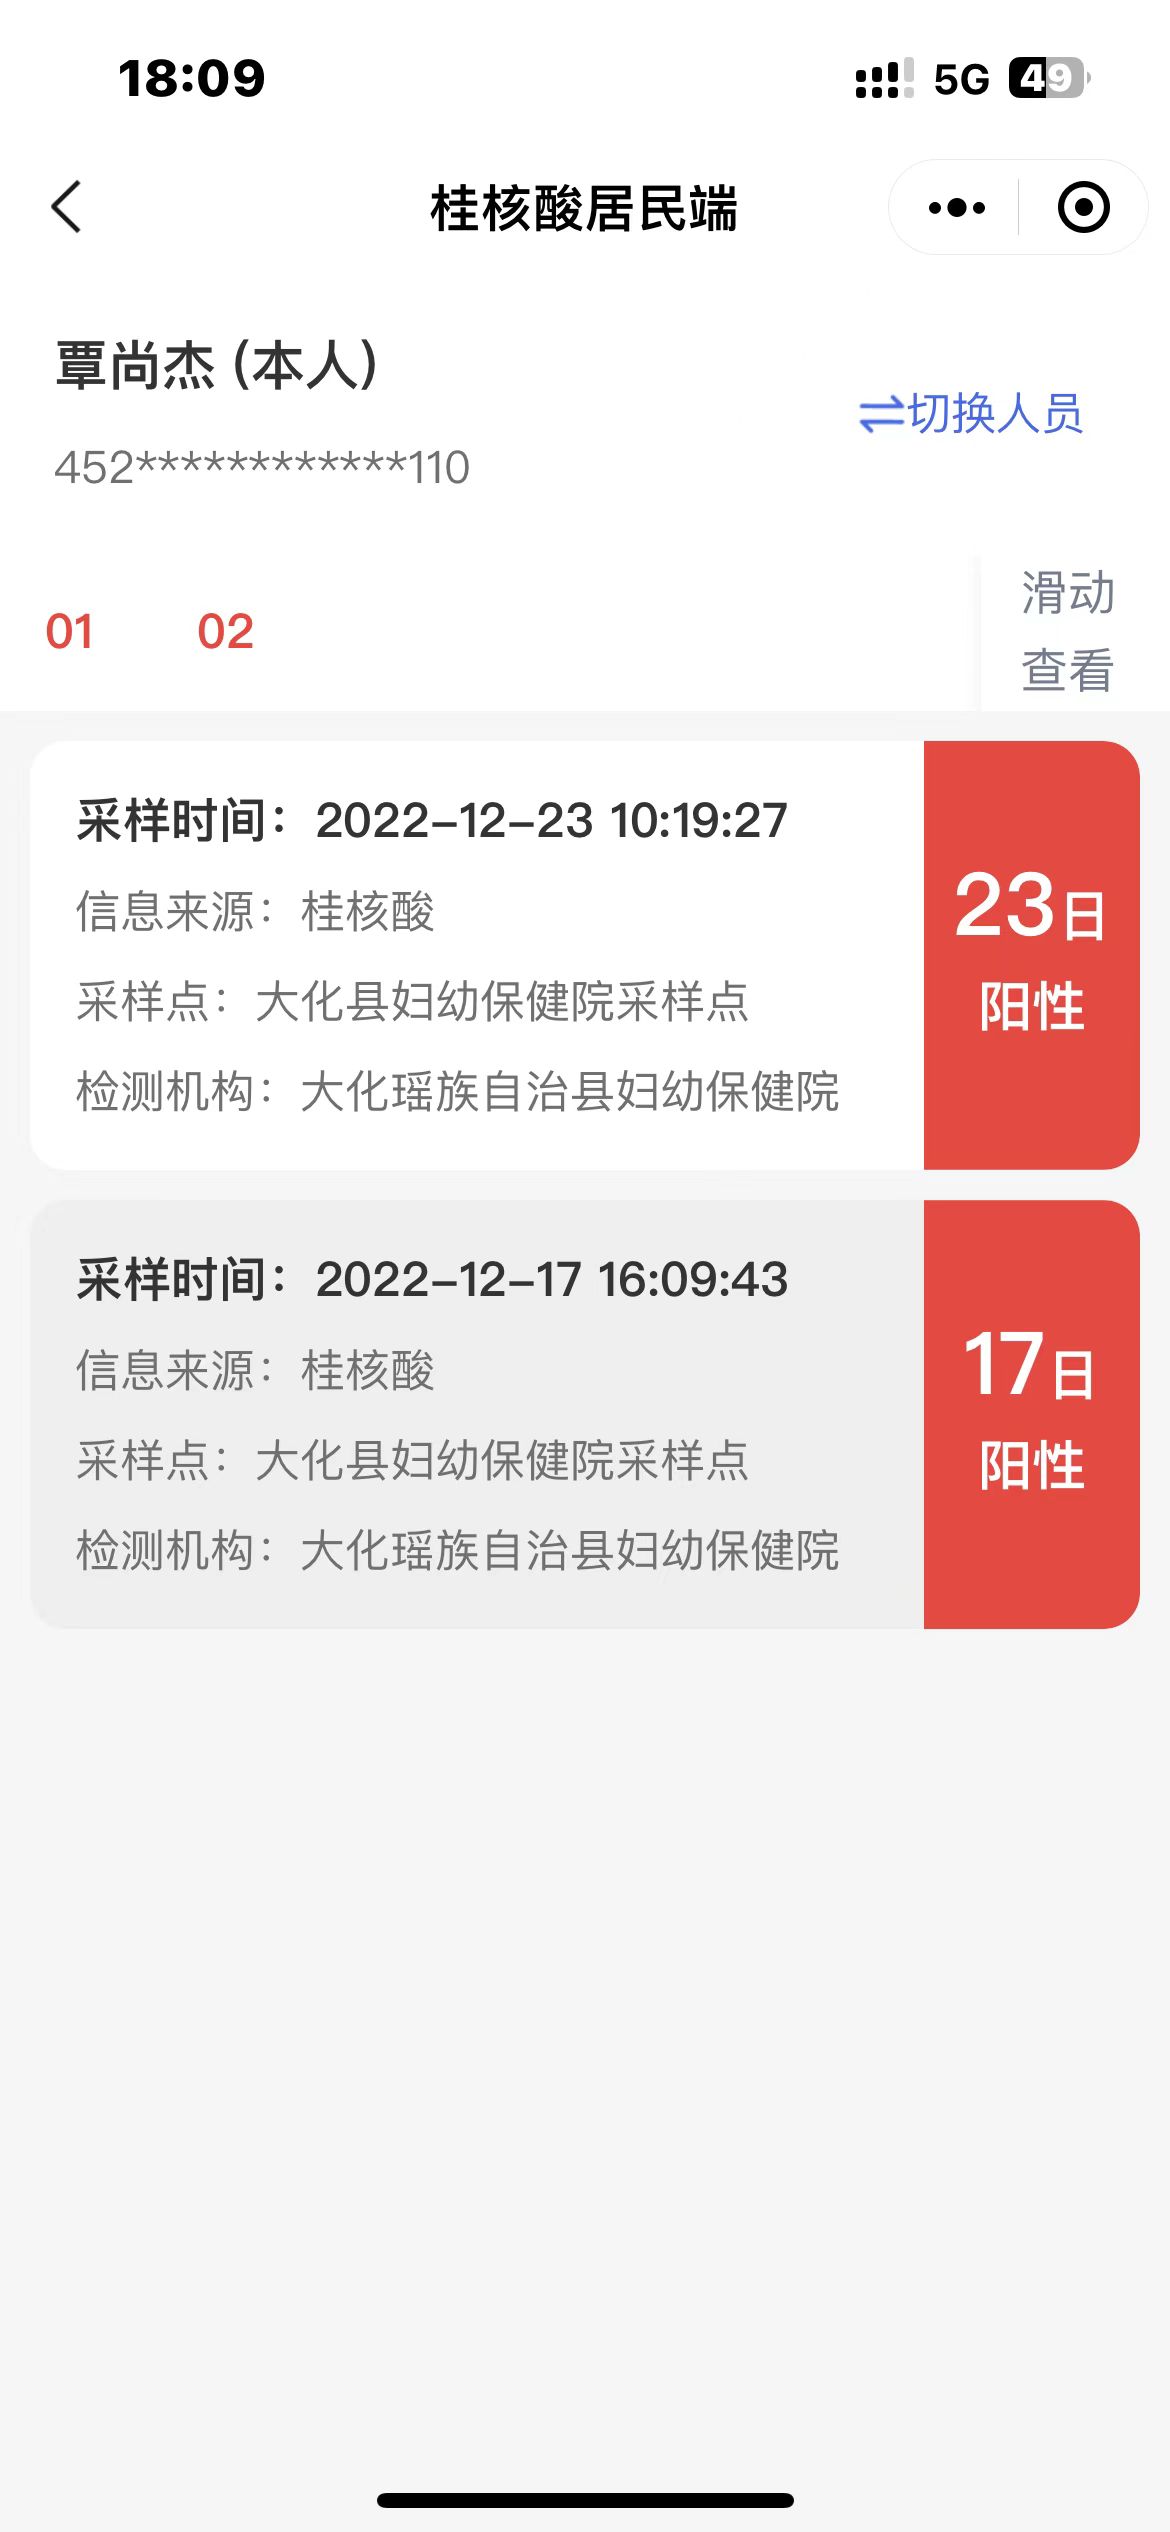 18:09
5G 49
桂核酸居民端
覃尚杰 (本人)
452************110
切换人员
01 02
滑动
查看
采样时间：2022-12-23 10:19:27
信息来源：桂核酸
采样点：大化县妇幼保健院采样点
检测机构：大化瑶族自治县妇幼保健院
23日
阳性
采样时间：2022-12-17 16:09:43
信息来源：桂核酸
采样点：大化县妇幼保健院采样点
检测机构：大化瑶族自治县妇幼保健院
17日
阳性